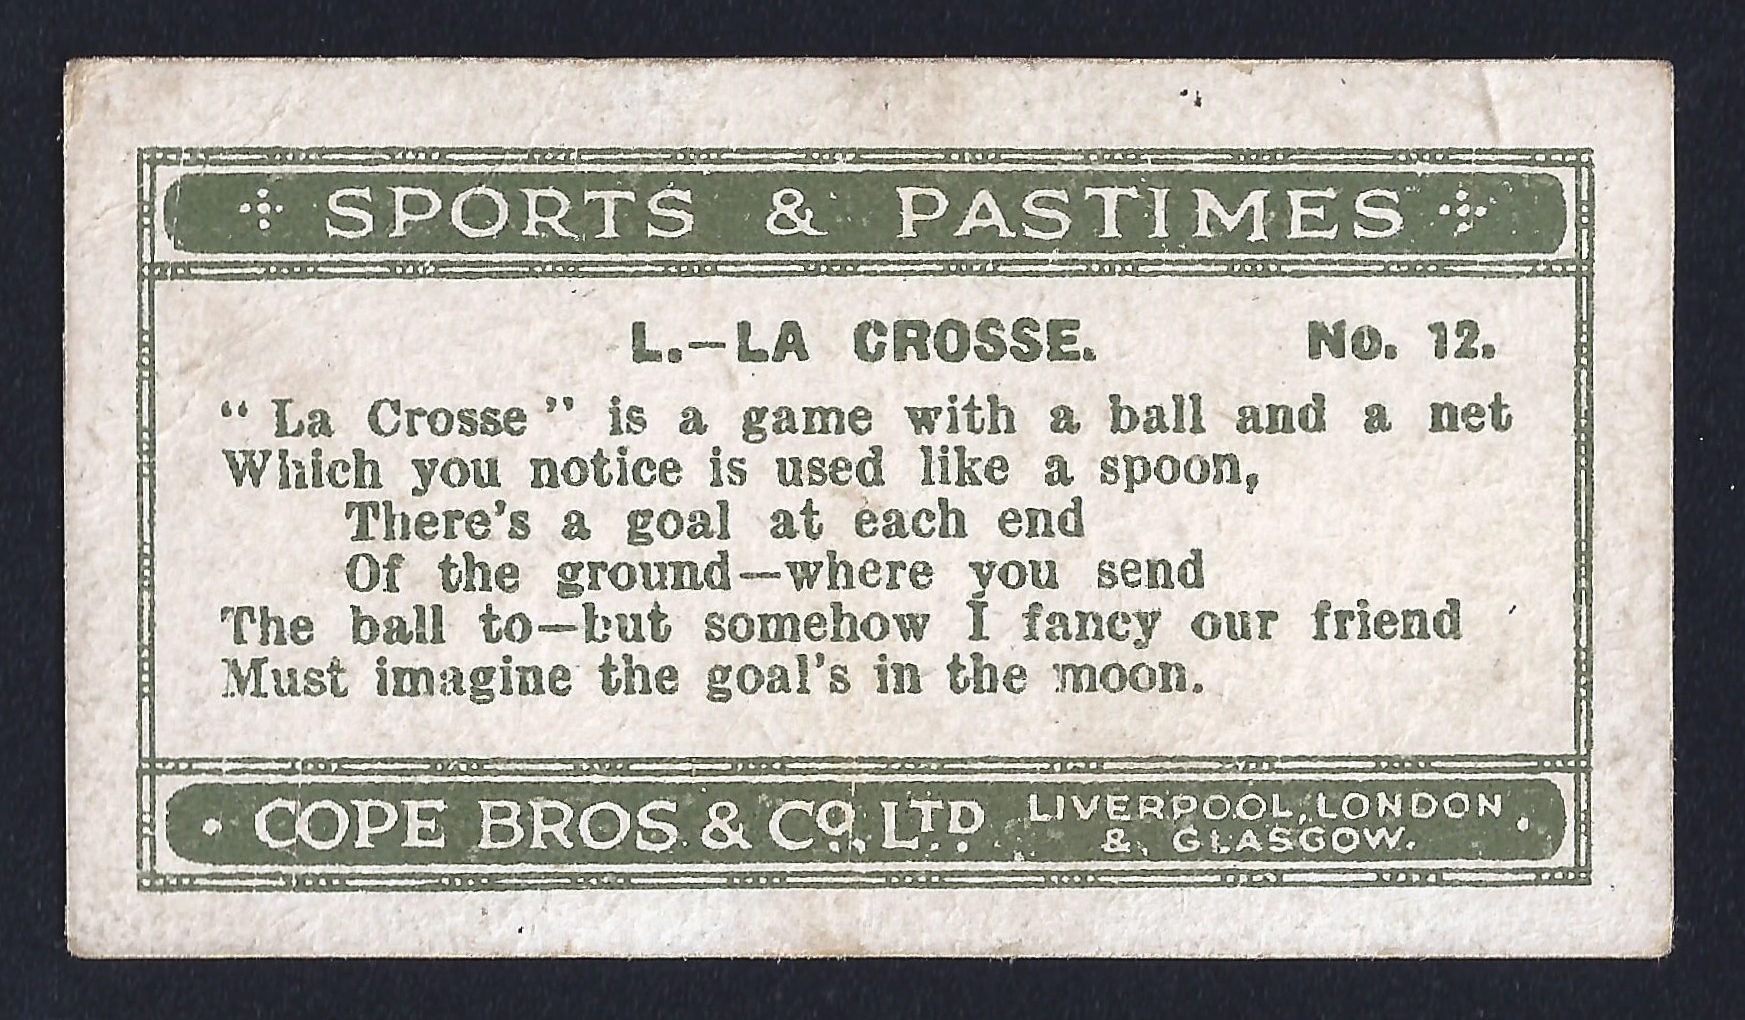 SPORTS & PASTIMES
L.—LA CROSSE. No. 12.
“La Crosse” is a game with a ball and a net
Which you notice is used like a spoon,
There's a goal at each end
Of the ground—where you send
The ball to—but somehow I fancy our friend
Must imagine the goal's in the moon.
COPE BROS & Co. LTD. LIVERPOOL, LONDON
& GLASGOW.